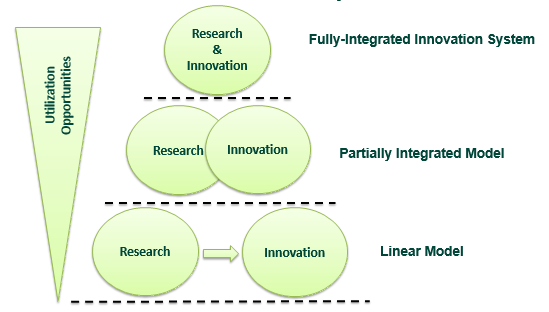 Research
&
Innovation
Fully-Integrated Innovation System
Utilization
Opportunities
Research
Innovation
Partially Integrated Model
Research
Innovation
Linear Model